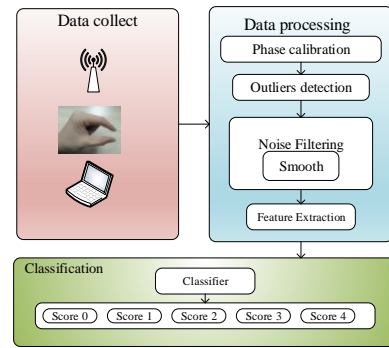 Data collect
Data processing
Phase calibration
Outliers detection
Noise Filtering
Smooth
Feature Extraction
Classification
Classifier
Score 0 Score 1 Score 2 Score 3 Score 4